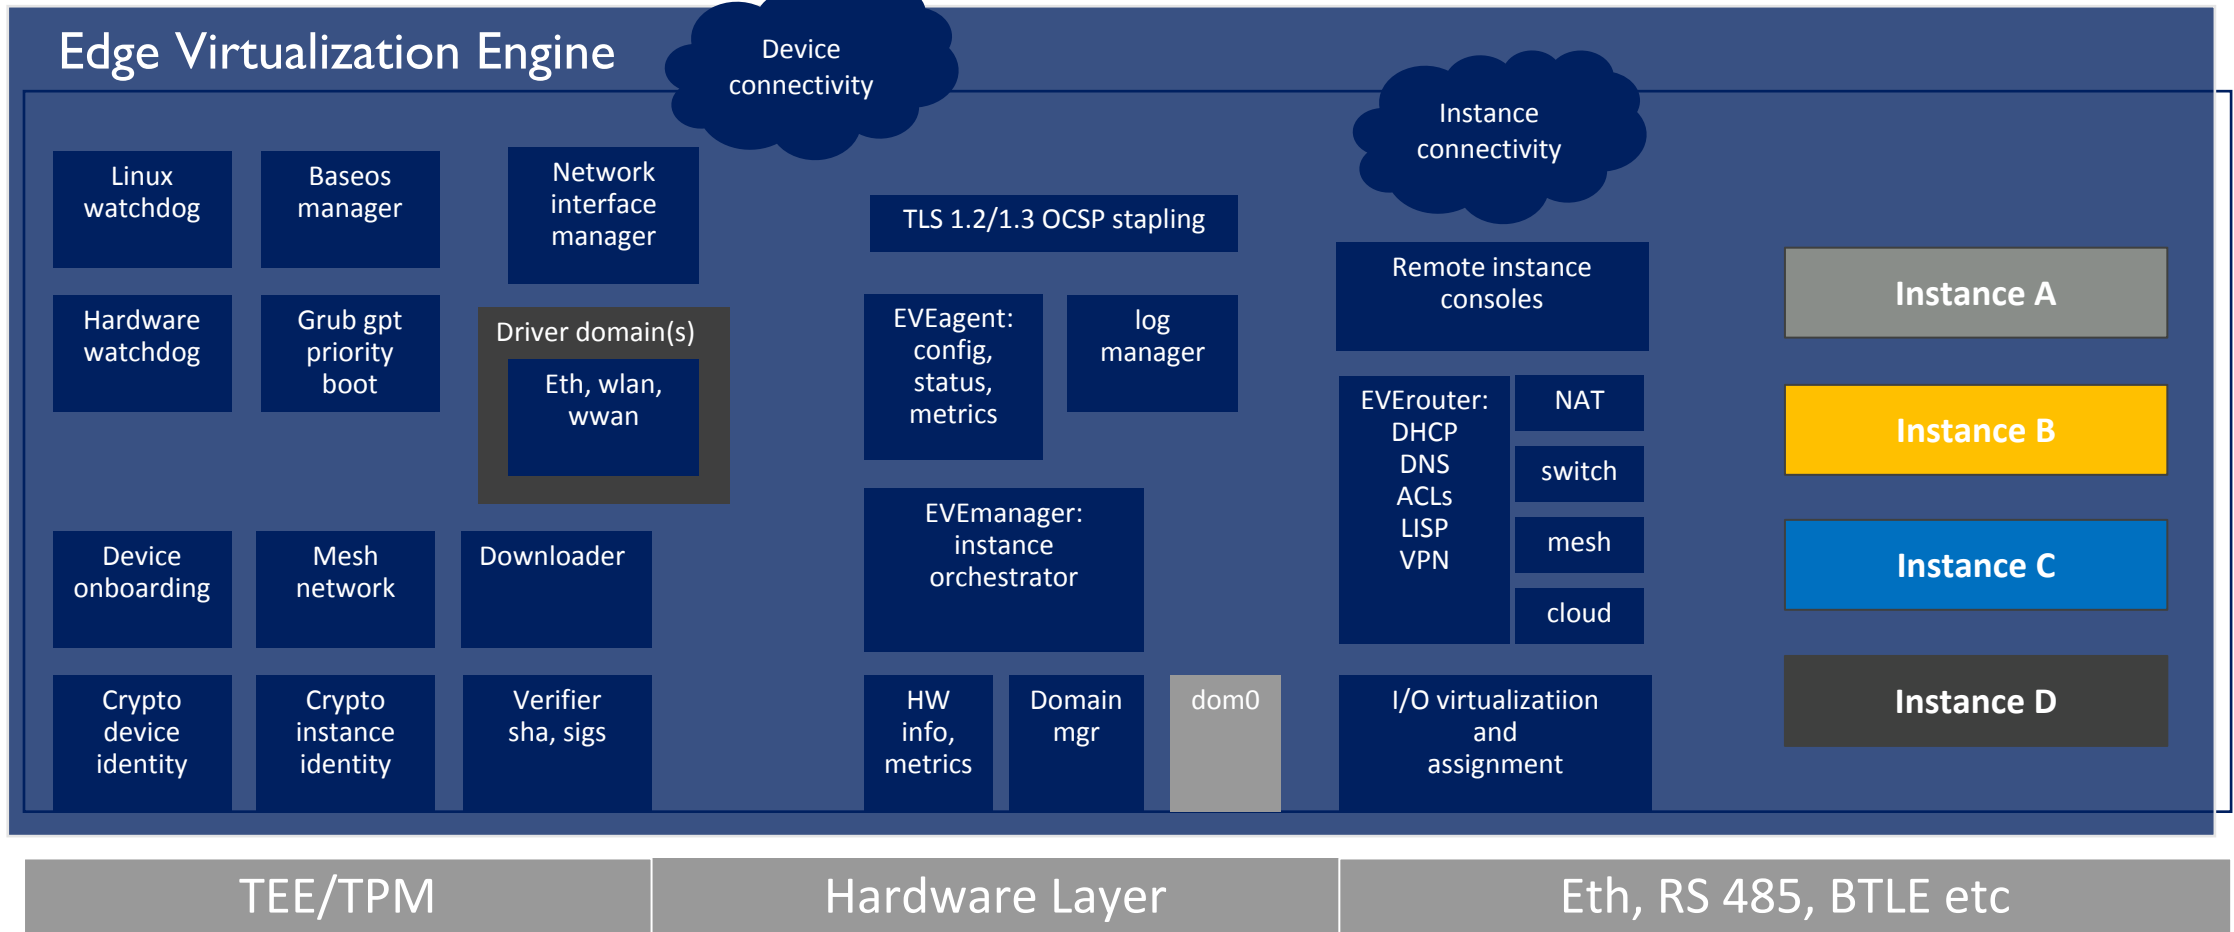 Edge Virtualization Engine
Device
connectivity
Instance
connectivity
Linux
watchdog
Baseos
manager
Network
interface
manager
TLS 1.2/1.3 OCSP stapling
Remote instance
consoles
Instance A
Hardware
watchdog
Grub gpt
priority
boot
Driver domain(s)
Eth, wlan,
wwan
EVEagent:
config,
status,
metrics
log
manager
EVErouter:
DHCP
DNS
ACLs
LISP
VPN
NAT
switch
mesh
cloud
Instance B
Device
onboarding
Mesh
network
Downloader
EVEmanager:
instance
orchestrator
Instance C
Crypto
device
identity
Crypto
instance
identity
Verifier
sha, sigs
HW
info,
metrics
Domain
mgr
dom0
I/O virtualizatiion
and
assignment
Instance D
TEE/TPM
Hardware Layer
Eth, RS 485, BTLE etc